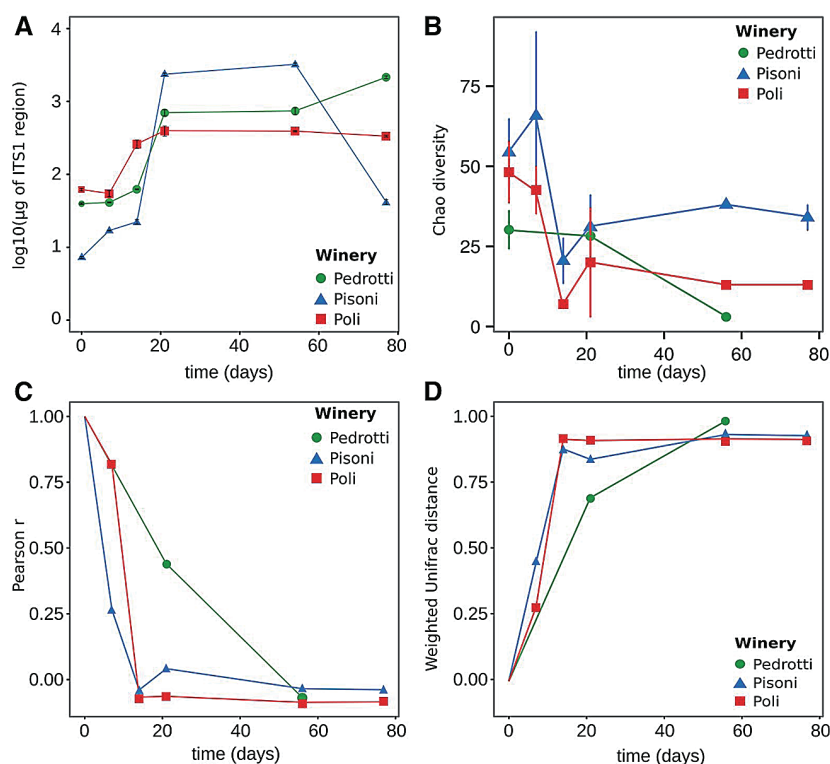 A
log10(µg of ITS1 region)
4
3
2
1
0
0
20
40
60
80
time (days)
Winery
Pedrotti
Pisoni
Poli
B
Chao diversity
75
50
25
0
0
20
40
60
80
time (days)
Winery
Pedrotti
Pisoni
Poli
C
Pearson r
1.00
0.75
0.50
0.25
0.00
0
20
40
60
80
time (days)
Winery
Pedrotti
Pisoni
Poli
D
Weighted Unifrac distance
1.00
0.75
0.50
0.25
0.00
0
20
40
60
80
time (days)
Winery
Pedrotti
Pisoni
Poli